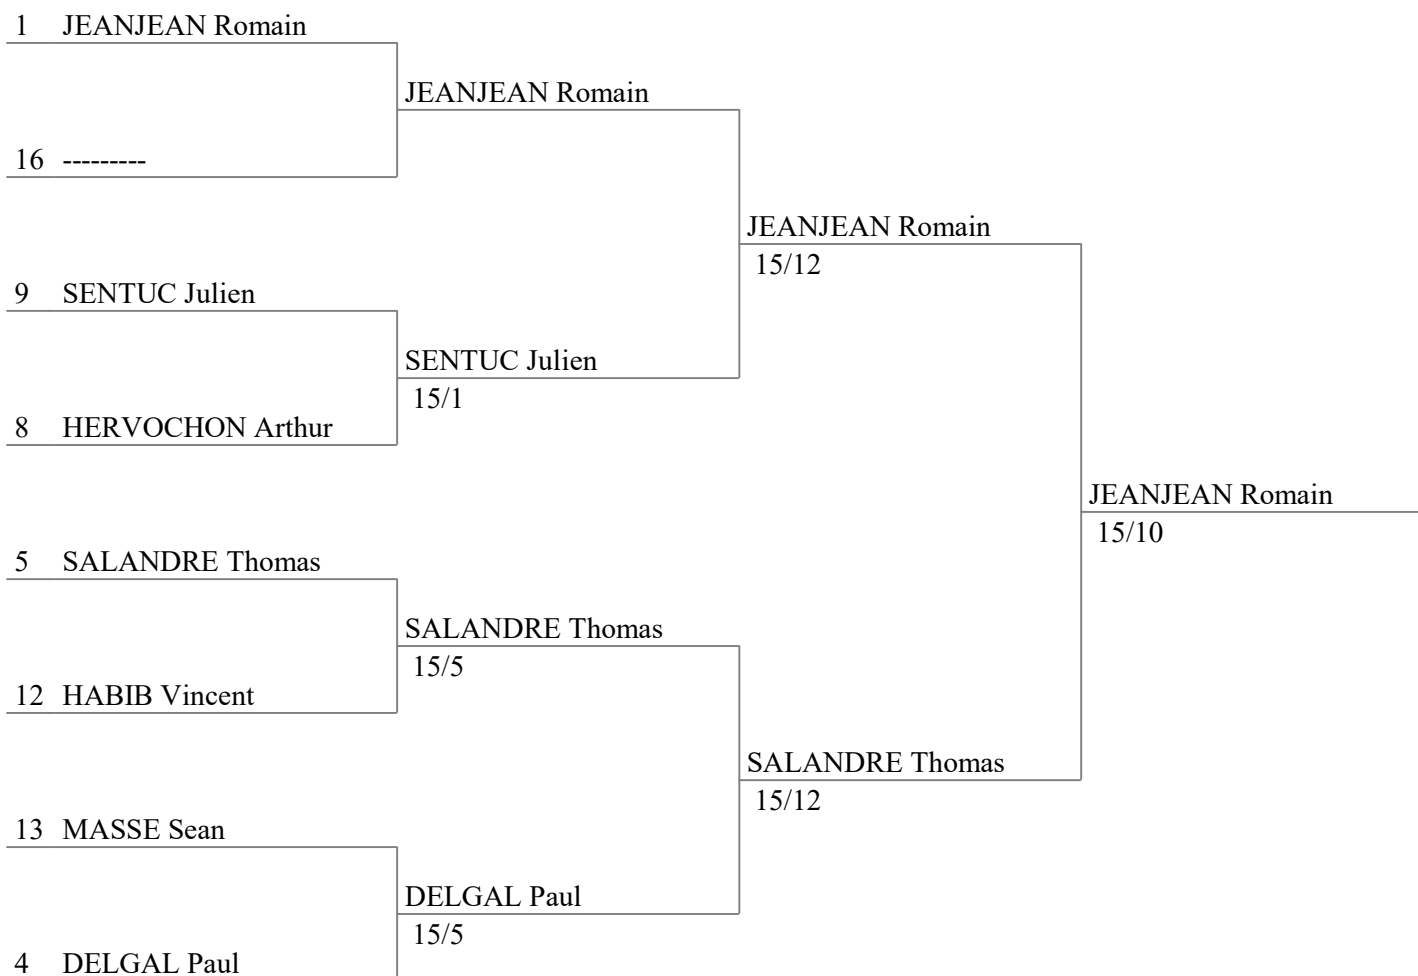 1 JEANJEAN Romain
JEANJEAN Romain
16 ---------
JEANJEAN Romain
15/12
9 SENTUC Julien
SENTUC Julien
15/1
8 HERVOCHON Arthur
JEANJEAN Romain
15/10
5 SALANDRE Thomas
SALANDRE Thomas
15/5
12 HABIB Vincent
SALANDRE Thomas
15/12
13 MASSE Sean
DELGAL Paul
15/5
4 DELGAL Paul